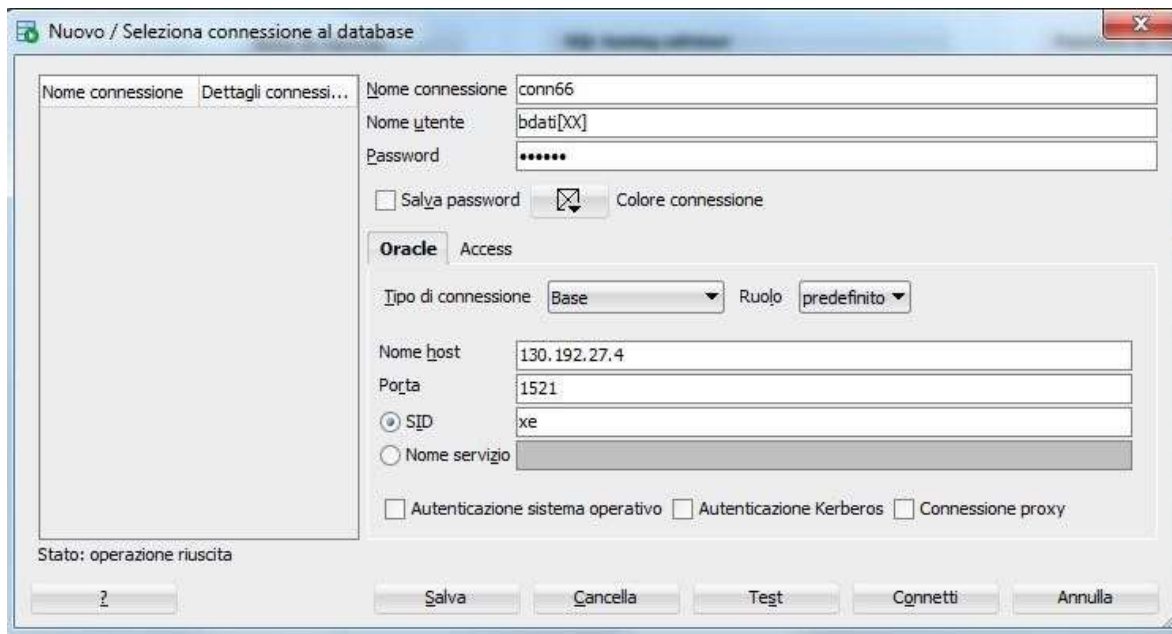 Nuovo / Seleziona connessione al database
Nome connessione Dettagli connessi...
Nome connessione conn66
Nome utente bdati[XX]
Password ••••••
Salva password Colore connessione
Oracle Access
Tipo di connessione Base Ruolo predefinito
Nome host 130.192.27.4
Porta 1521
SID xe
Nome servizio
Autenticazione sistema operativo Autenticazione Kerberos Connessione proxy
Stato: operazione riuscita
? Salva Cancella Test Connetti Annulla